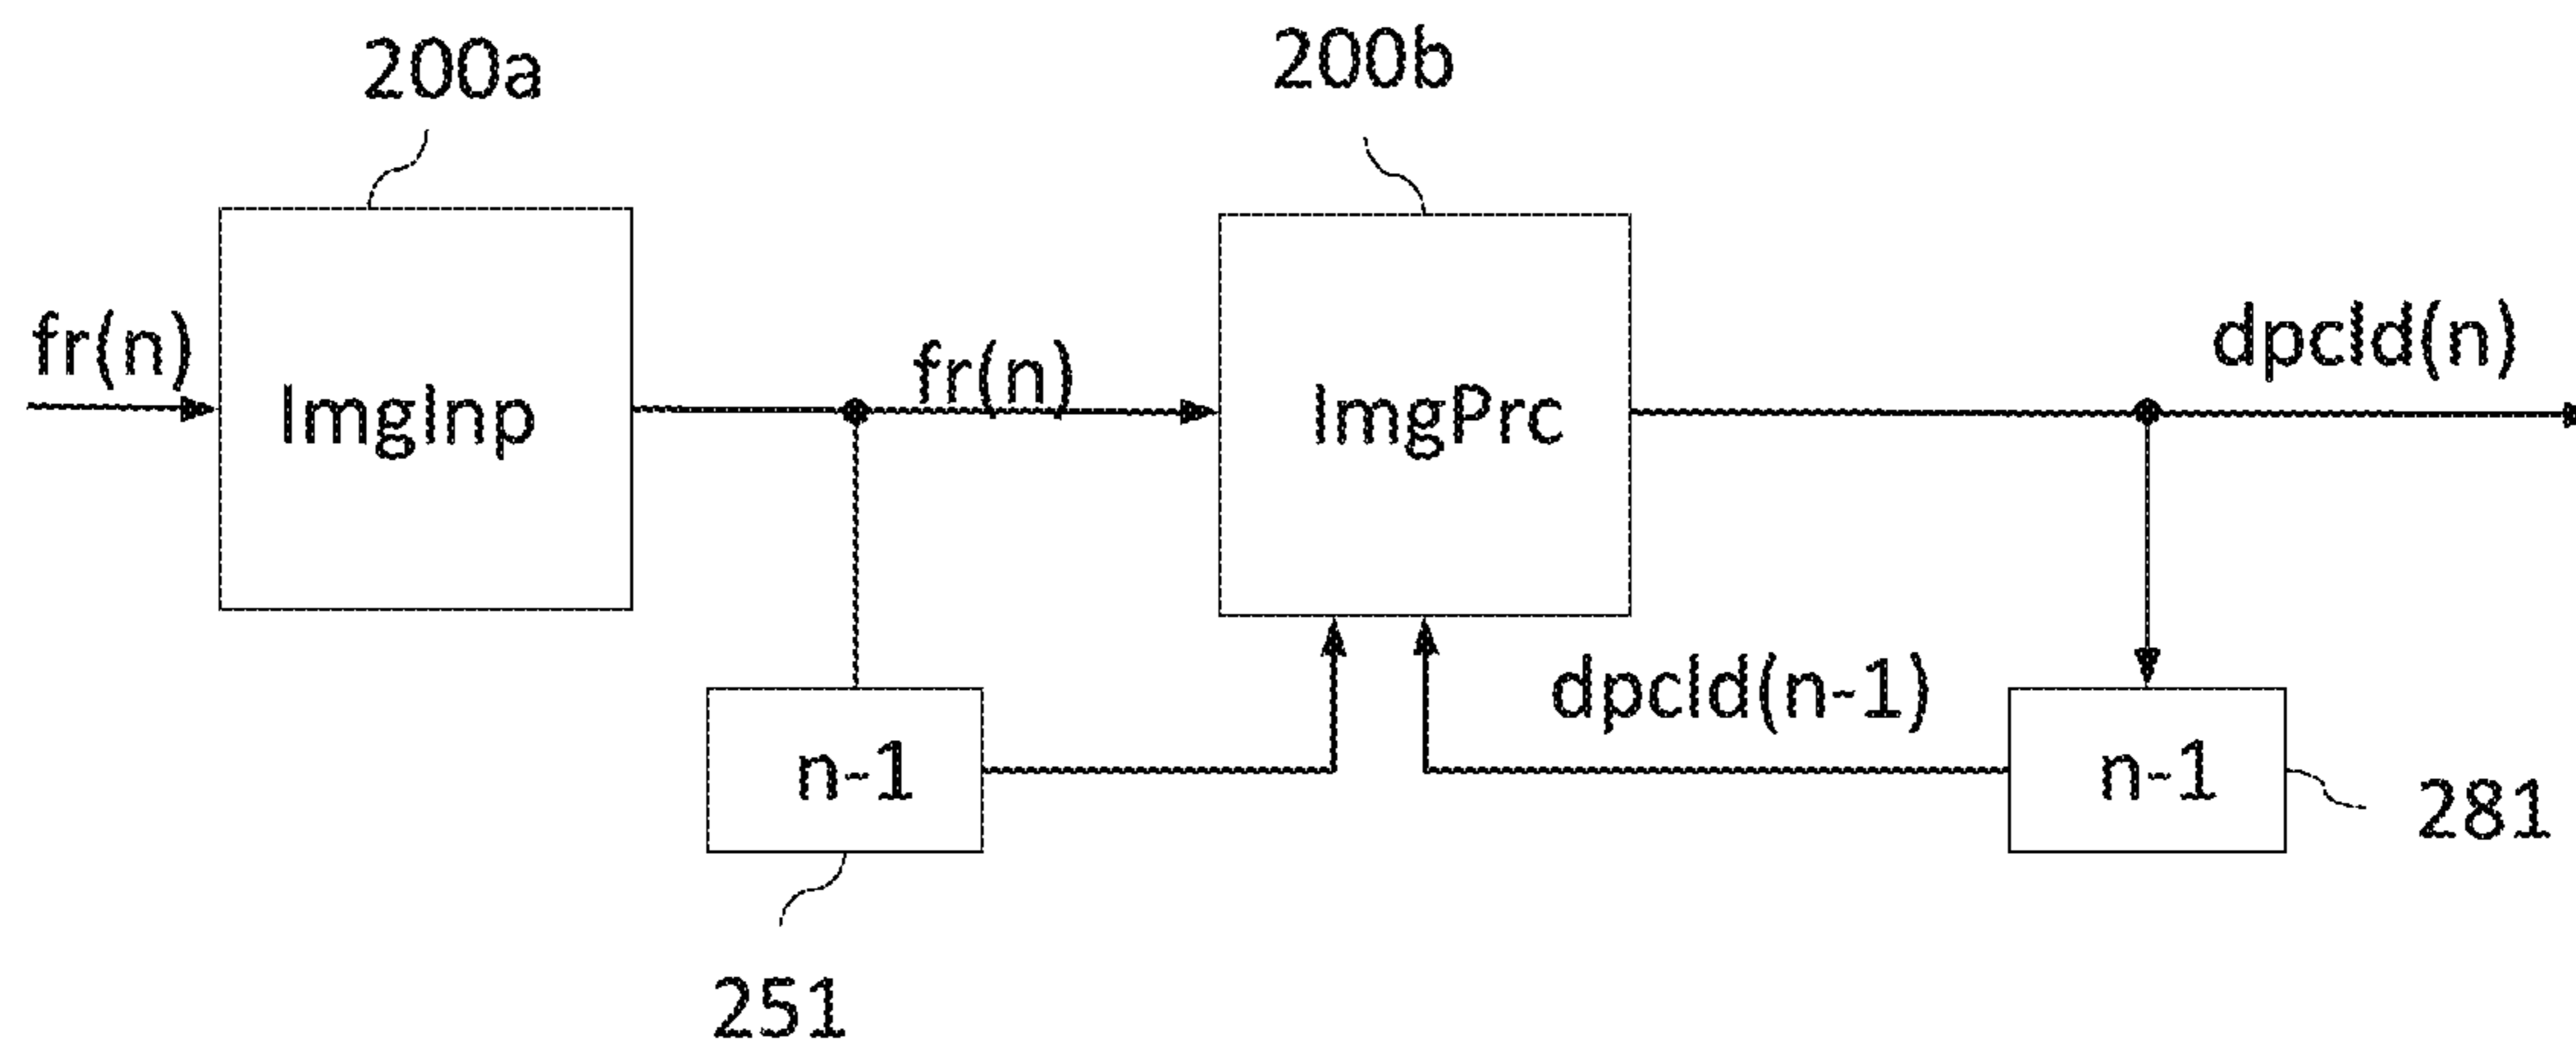 200a
200b
fr(n)
ImgInp
fr(n)
ImgPrc
dpcld(n)
n-1
dpcld(n-1)
n-1
281
251